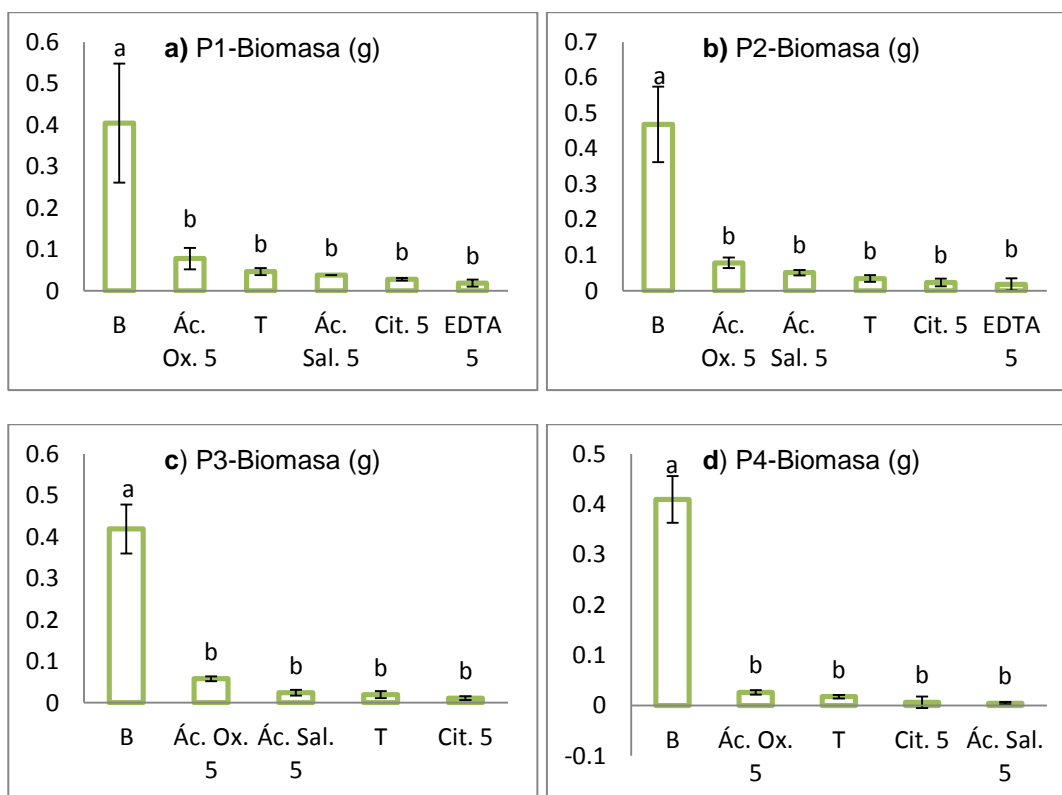 a) P1-Biomasa (g)
0.6
0.5
0.4
0.3
0.2
0.1
0
a
b
b
b
b
b
B
Ác. Ox. 5
T
Ác. Sal. 5
Cit. 5
EDTA 5
b) P2-Biomasa (g)
0.7
0.6
0.5
0.4
0.3
0.2
0.1
0
a
b
b
b
b
b
B
Ác. Ox. 5
Ác. Sal. 5
T
Cit. 5
EDTA 5
c) P3-Biomasa (g)
0.6
0.5
0.4
0.3
0.2
0.1
0
a
b
b
b
b
B
Ác. Ox. 5
Ác. Sal. 5
T
Cit. 5
d) P4-Biomasa (g)
0.5
0.4
0.3
0.2
0.1
0
-0.1
a
b
b
b
b
B
Ác. Ox. 5
T
Cit. 5
Ác. Sal. 5